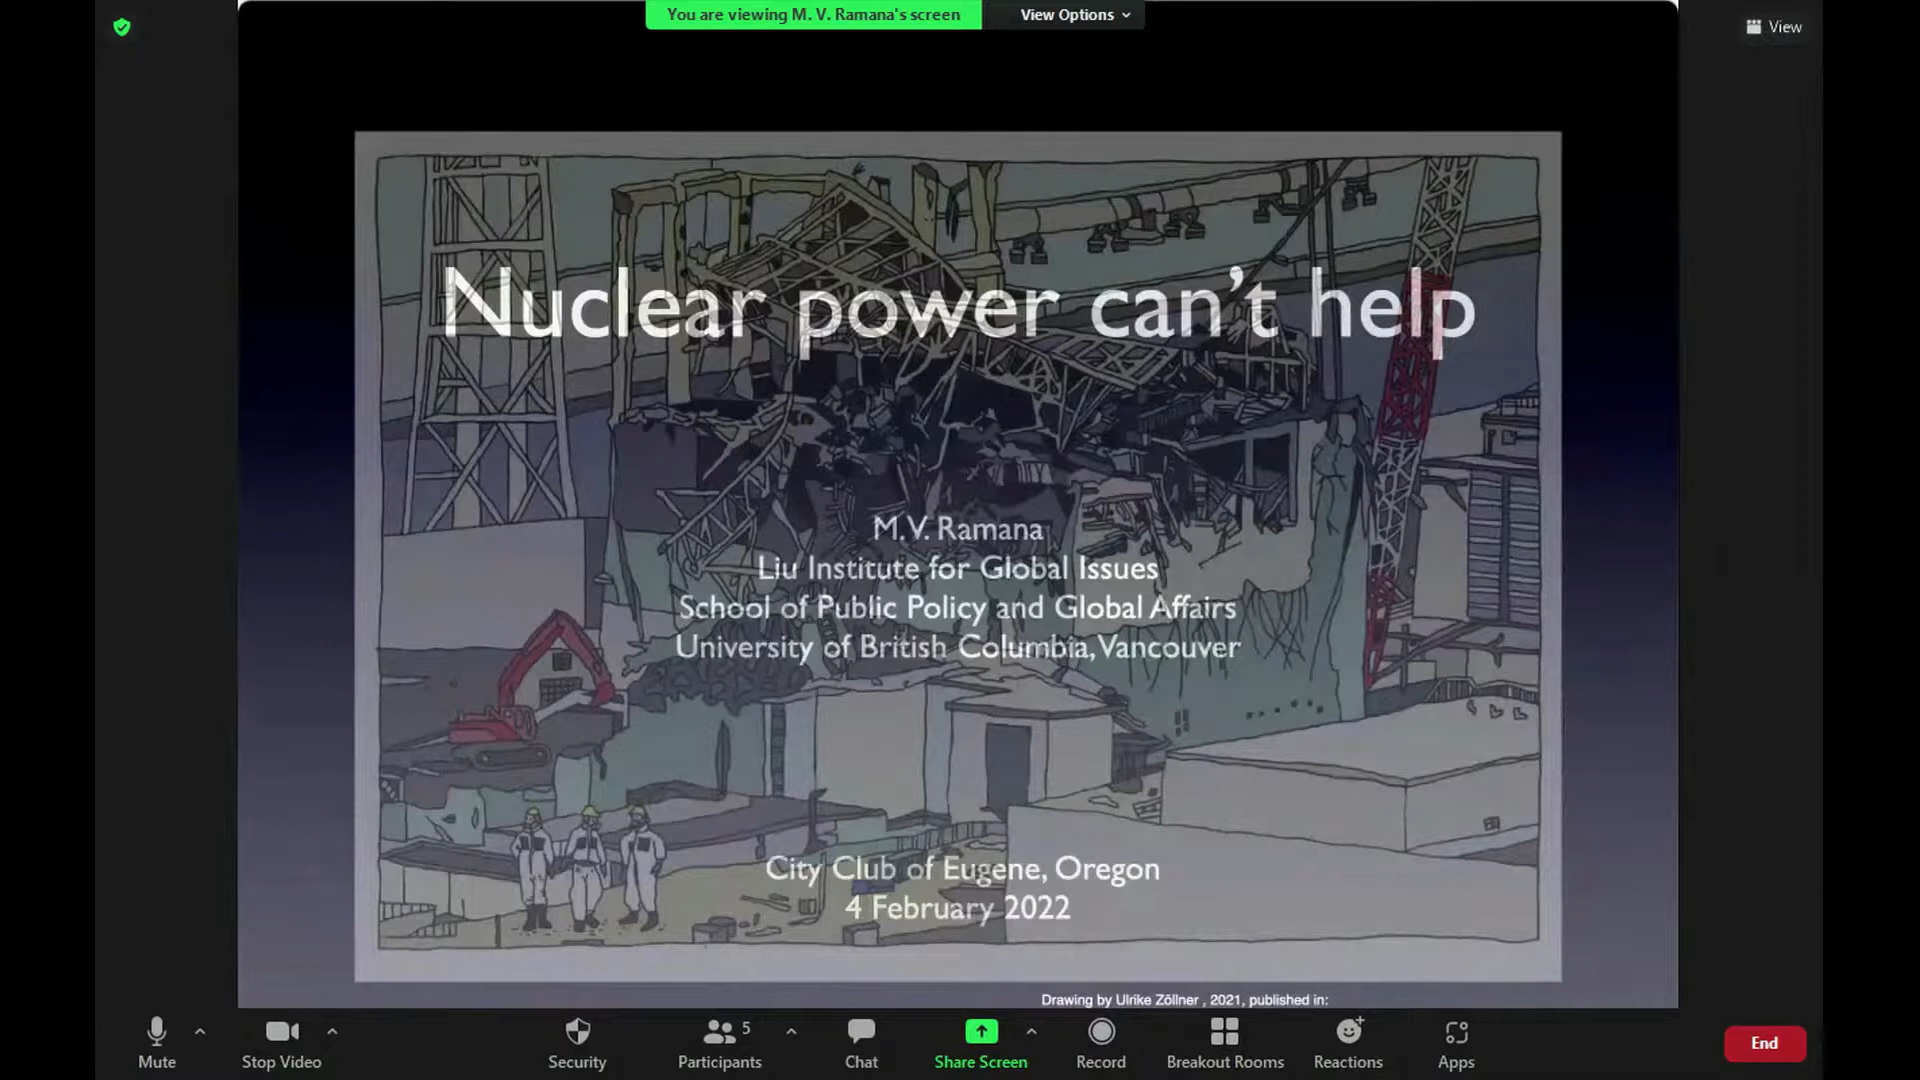 You are viewing M. V. Ramana's screen
View Options
View
Nuclear power can't help
M.V. Ramana
Liu Institute for Global Issues
School of Public Policy and Global Affairs
University of British Columbia, Vancouver
City Club of Eugene, Oregon
4 February 2022
Drawing by Ulrike Zöllner , 2021, published in:
5
Mute
Stop Video
Security
Participants
Chat
Share Screen
Record
Breakout Rooms
Reactions
Apps
End